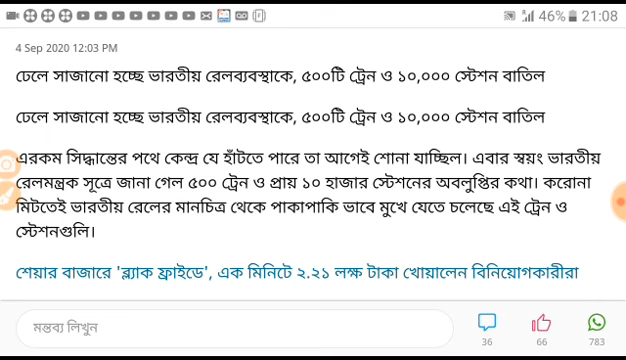 46% 21:08
4 Sep 2020 12:03 PM
ঢেলে সাজানো হচ্ছে ভারতীয় রেলব্যবস্থাকে, ৫০০টি ট্রেন ও ১০,০০০ স্টেশন বাতিল
ঢেলে সাজানো হচ্ছে ভারতীয় রেলব্যবস্থাকে, ৫০০টি ট্রেন ও ১০,০০০ স্টেশন বাতিল
এরকম সিদ্ধান্তের পথে কেন্দ্র যে হাঁটতে পারে তা আগেই শোনা যাচ্ছিল। এবার স্বয়ং ভারতীয়
রেলমন্ত্রক সূত্রে জানা গেল ৫০০ ট্রেন ও প্রায় ১০ হাজার স্টেশনের অবলুপ্তির কথা। করোনা
মিটতেই ভারতীয় রেলের মানচিত্র থেকে পাকাপাকি ভাবে মুখে যেতে চলেছে এই ট্রেন ও
স্টেশনগুলি।
শেয়ার বাজারে 'ব্ল্যাক ফ্রাইডে', এক মিনিটে ২.২১ লক্ষ টাকা খোয়ালেন বিনিয়োগকারীরা
মন্তব্য লিখুন
36 66 783